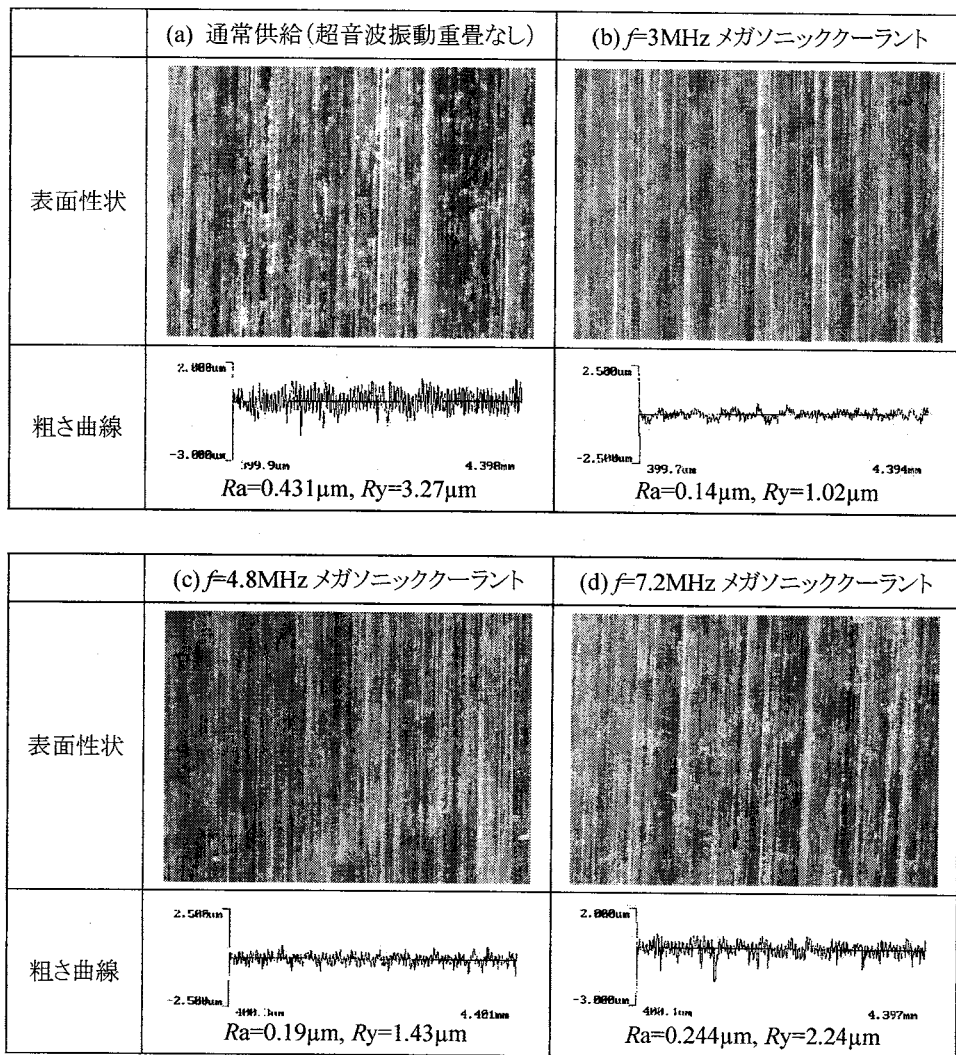 (a) 通常供給(超音波振動重畳なし)
(b) f=3MHz メガソニッククーラント
表面性状
粗さ曲線
2.000um
-3.000um
399.9um
4.398mm
Ra=0.431μm, Ry=3.27μm
2.500um
-2.500um
399.7um
4.394mm
Ra=0.14μm, Ry=1.02μm
(c) f=4.8MHz メガソニッククーラント
(d) f=7.2MHz メガソニッククーラント
表面性状
粗さ曲線
2.500um
-2.500um
400.3um
4.401mm
Ra=0.19μm, Ry=1.43μm
2.000um
-3.000um
400.1um
4.397mm
Ra=0.244μm, Ry=2.24μm